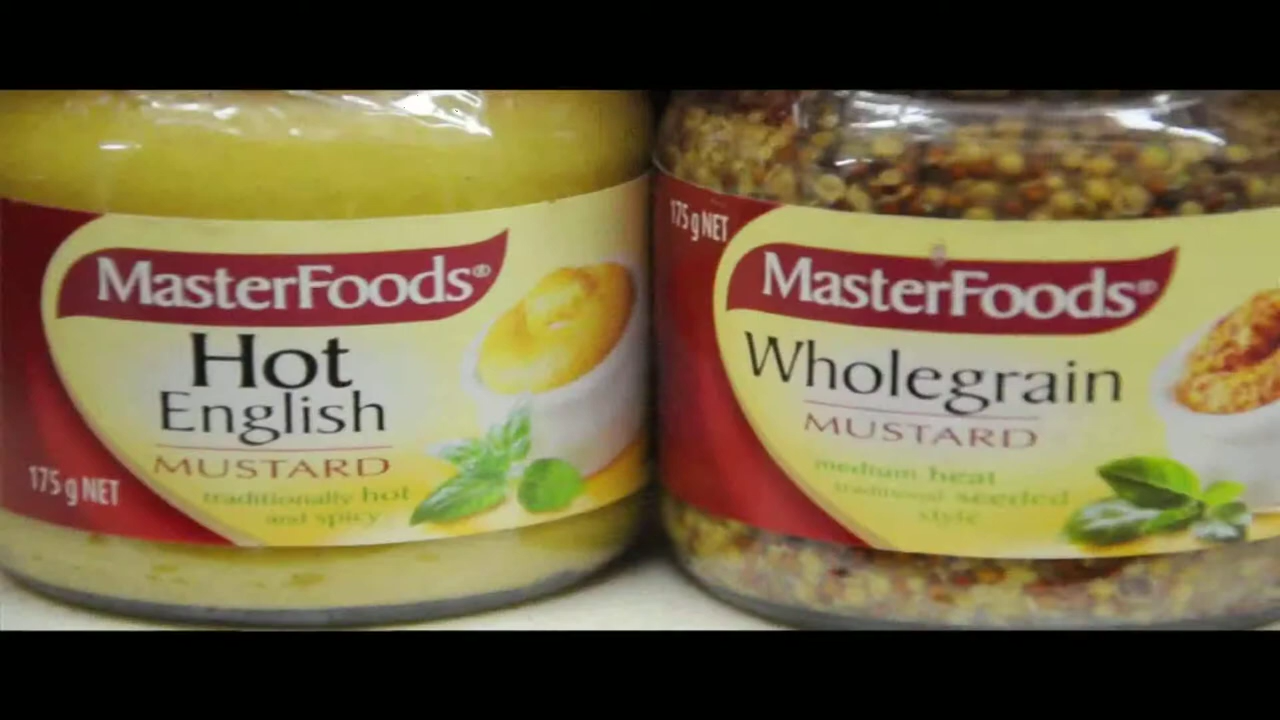 MasterFoods®
Hot
English
MUSTARD
traditionally hot
and spicy
175 g NET
175 g NET
MasterFoods®
Wholegrain
MUSTARD
medium heat
traditional seeded
style